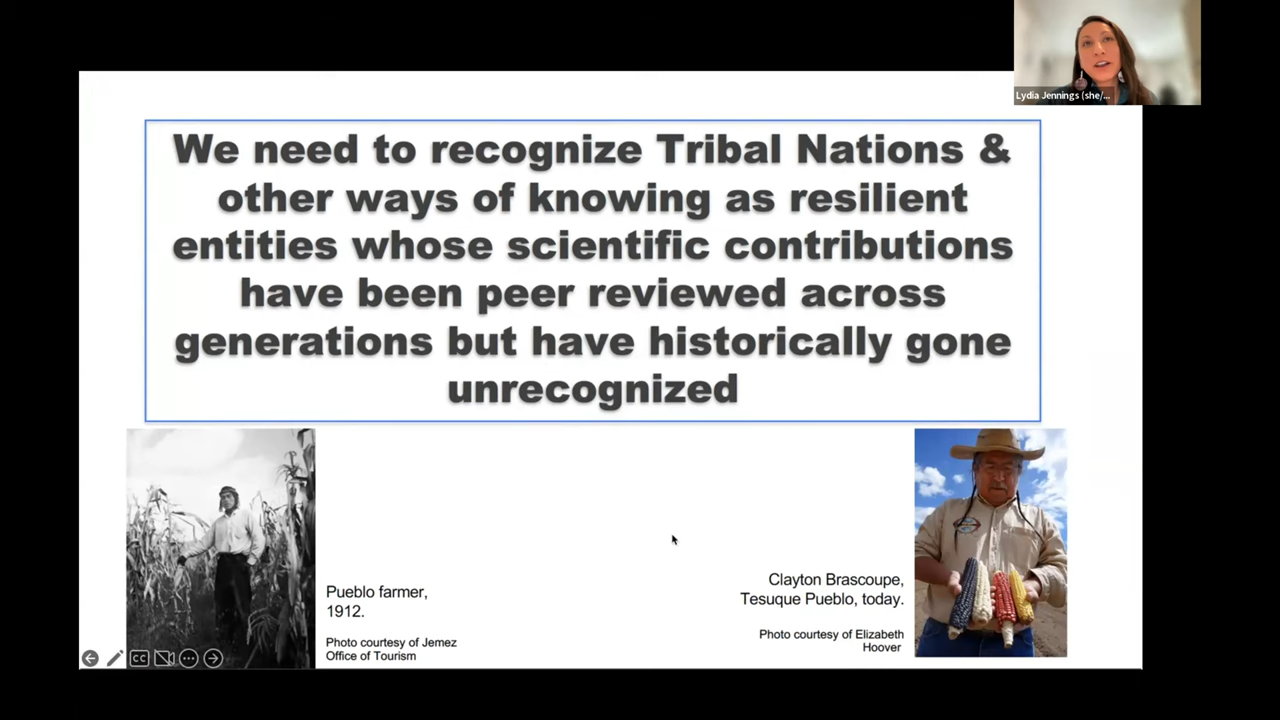 Lydia Jennings (she/...
We need to recognize Tribal Nations &
other ways of knowing as resilient
entities whose scientific contributions
have been peer reviewed across
generations but have historically gone
unrecognized
Pueblo farmer,
1912.
Photo courtesy of Jemez
Office of Tourism
Clayton Brascoupe,
Tesuque Pueblo, today.
Photo courtesy of Elizabeth
Hoover
CC